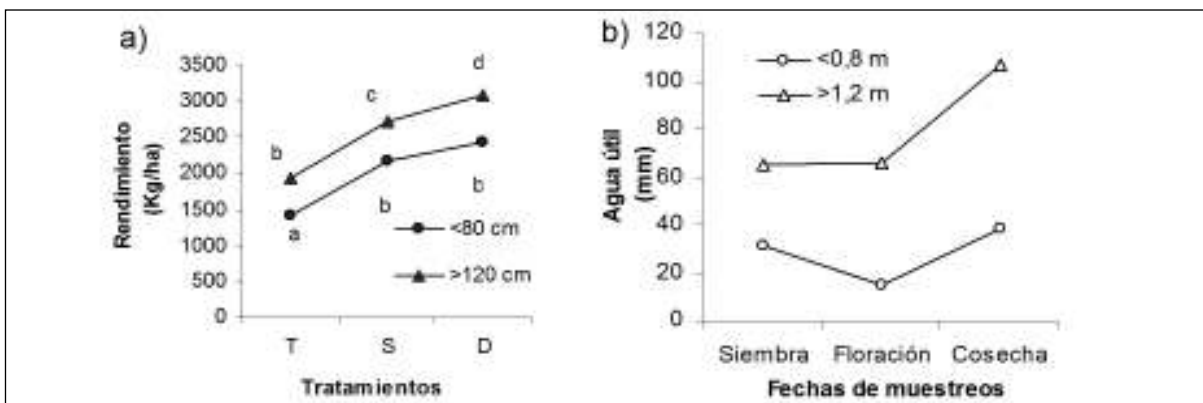 a)
3500
3000
2500
2000
1500
1000
500
0
Rendimiento
(Kg/ha)
b
c
d
a
b
b
<80 cm
>120 cm
T S D
Tratamientos
b)
120
100
80
60
40
20
0
Agua útil
(mm)
<0,8 m
>1,2 m
Siembra Floración Cosecha
Fechas de muestreos